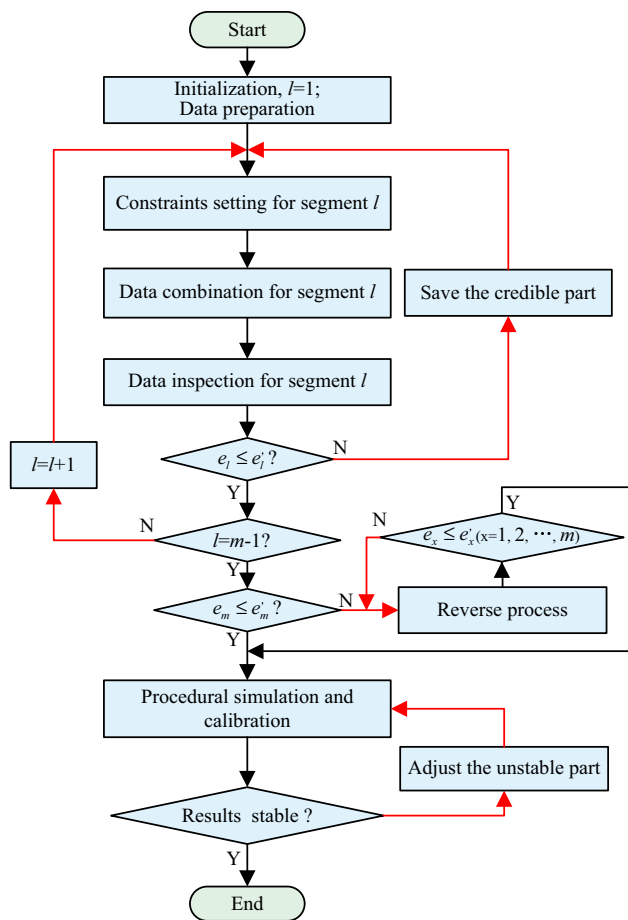 Start
Initialization, l=1;
Data preparation
Constraints setting for segment l
Data combination for segment l
Save the credible part
Data inspection for segment l
l=l+1
e_l ≤ e'_l ?
N
Y
N
l=m-1?
Y
N
Y
e_x ≤ e'_x (x=1, 2, ⋯, m)
e_m ≤ e'_m ?
N
Reverse process
Y
Procedural simulation and
calibration
Adjust the unstable part
Results stable ?
Y
End